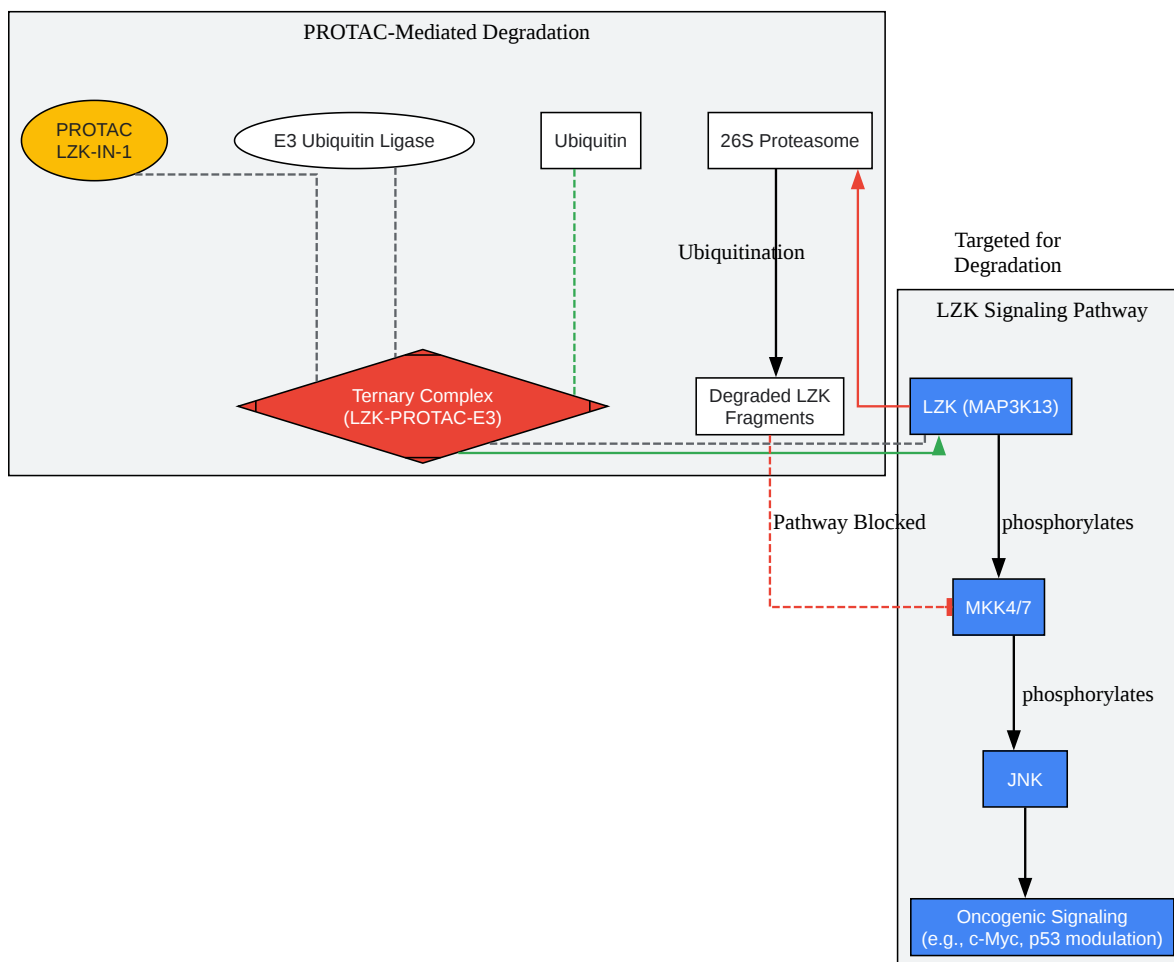 PROTAC-Mediated Degradation
PROTAC
LZK-IN-1
E3 Ubiquitin Ligase
Ubiquitin
26S Proteasome
Ubiquitination
Targeted for
Degradation
LZK Signaling Pathway
Ternary Complex
(LZK-PROTAC-E3)
Degraded LZK
Fragments
LZK (MAP3K13)
Pathway Blocked
phosphorylates
MKK4/7
phosphorylates
JNK
Oncogenic Signaling
(e.g., c-Myc, p53 modulation)